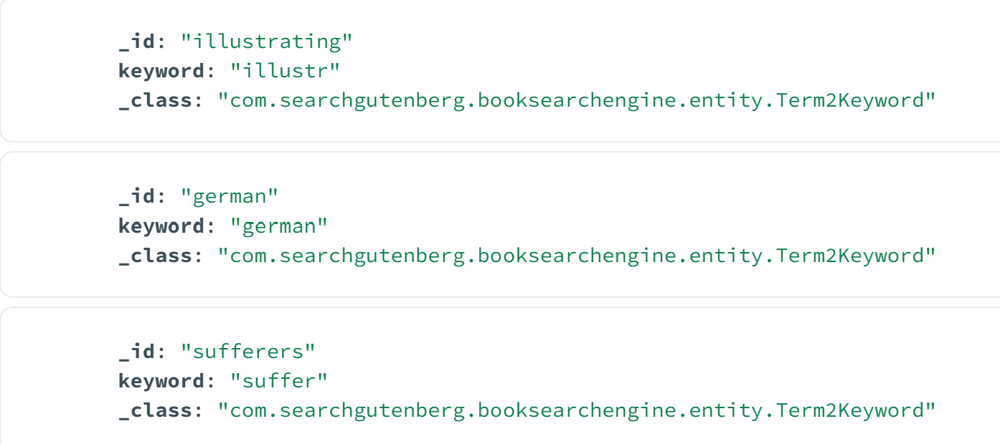 _id: "illustrating"
keyword: "illustr"
_class: "com.searchgutenberg.booksearchengine.entity.Term2Keyword"
_id: "german"
keyword: "german"
_class: "com.searchgutenberg.booksearchengine.entity.Term2Keyword"
_id: "sufferers"
keyword: "suffer"
_class: "com.searchgutenberg.booksearchengine.entity.Term2Keyword"